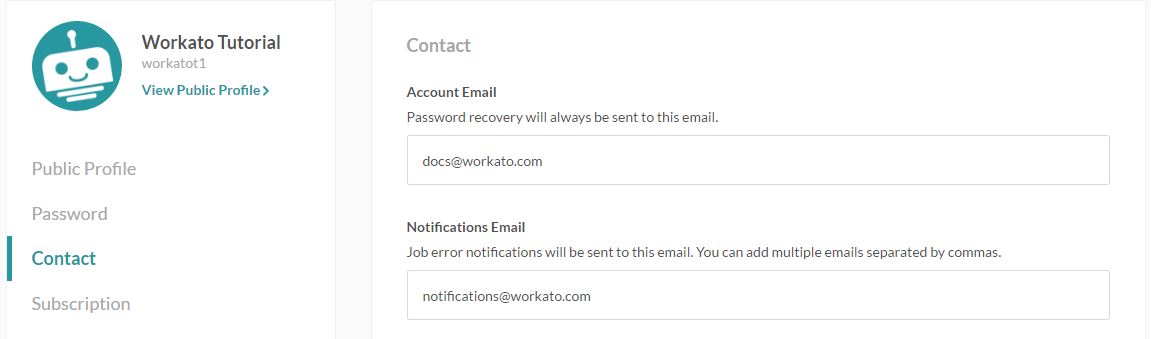 Workato Tutorial
workatot1
View Public Profile
Public Profile
Password
Contact
Subscription
Contact
Account Email
Password recovery will always be sent to this email.
docs@workato.com
Notifications Email
Job error notifications will be sent to this email. You can add multiple emails separated by commas.
notifications@workato.com